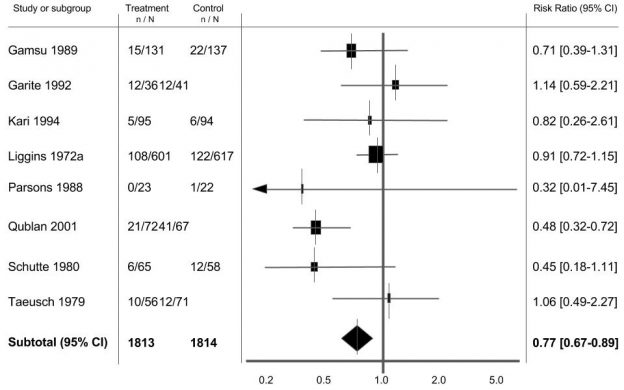 Study or subgroup Treatment Control Risk Ratio (95% CI)
n / N n / N
Gamsu 1989 15/131 22/137 0.71 [0.39-1.31]
Garite 1992 12/3612/41 1.14 [0.59-2.21]
Kari 1994 5/95 6/94 0.82 [0.26-2.61]
Liggins 1972a 108/601 122/617 0.91 [0.72-1.15]
Parsons 1988 0/23 1/22 0.32 [0.01-7.45]
Qublan 2001 21/7241/67 0.48 [0.32-0.72]
Schutte 1980 6/65 12/58 0.45 [0.18-1.11]
Taeusch 1979 10/5612/71 1.06 [0.49-2.27]
Subtotal (95% CI) 1813 1814 0.77 [0.67-0.89]
0.2 0.5 1.0 2.0 5.0